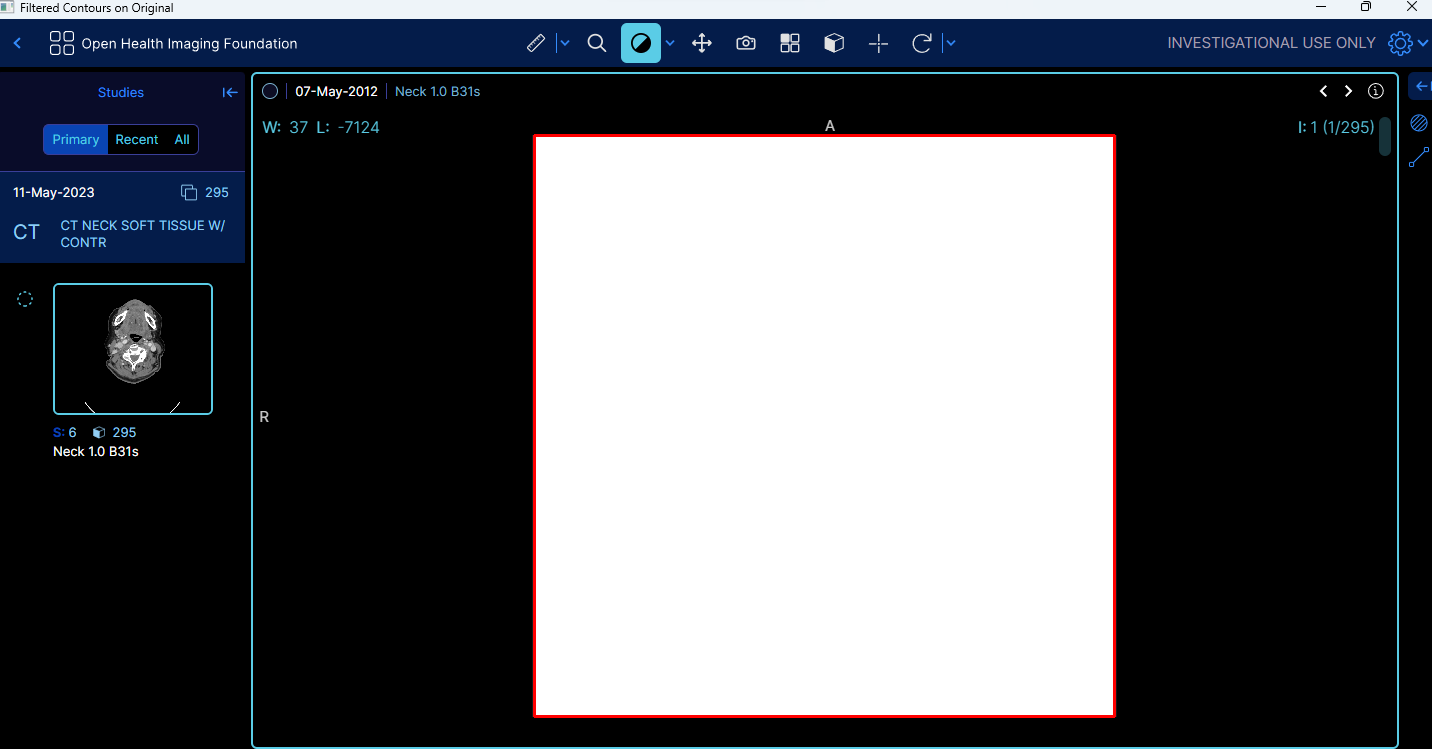 Filtered Contours on Original
Open Health Imaging Foundation
INVESTIGATIONAL USE ONLY
Studies
Primary Recent All
11-May-2023 295
CT CT NECK SOFT TISSUE W/
CONTR
S: 6 295
Neck 1.0 B31s
07-May-2012 Neck 1.0 B31s
W: 37 L: -7124
A
I: 1 (1/295)
R